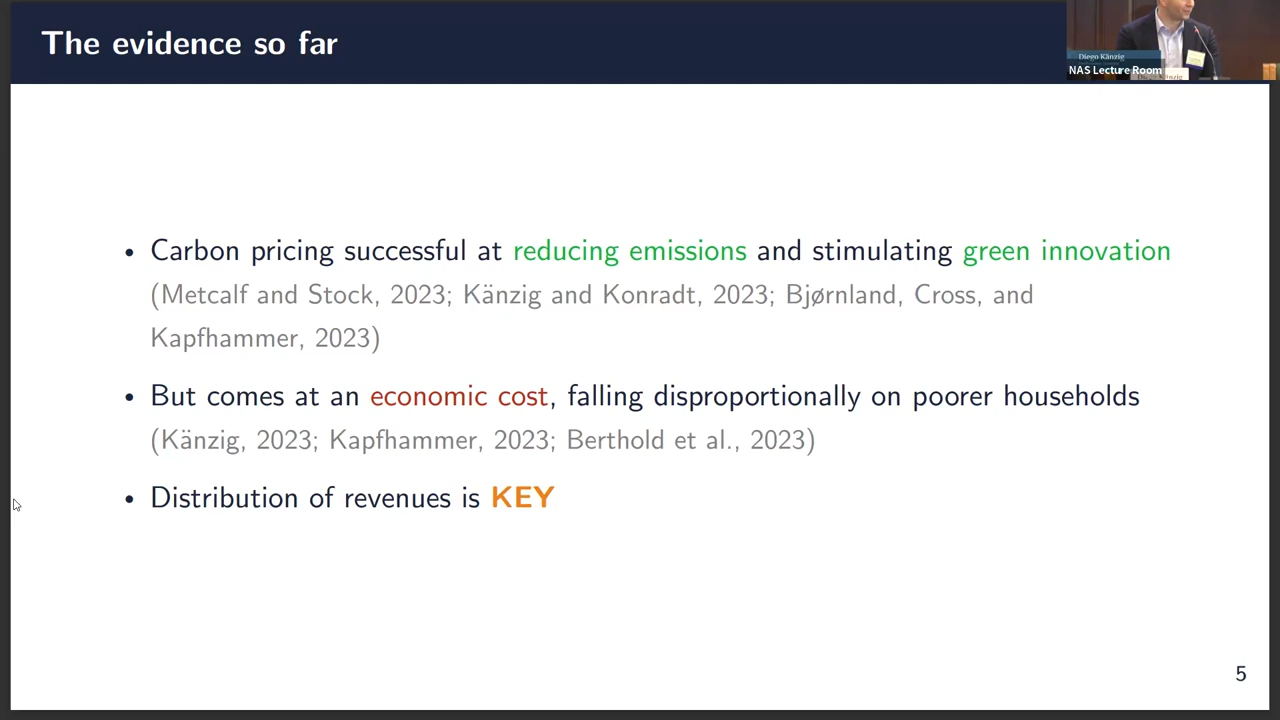 The evidence so far
Diego Känzig
NAS Lecture Room
• Carbon pricing successful at reducing emissions and stimulating green innovation
(Metcalf and Stock, 2023; Känzig and Konradt, 2023; Bjørnland, Cross, and
Kapfhammer, 2023)
• But comes at an economic cost, falling disproportionally on poorer households
(Känzig, 2023; Kapfhammer, 2023; Berthold et al., 2023)
• Distribution of revenues is KEY
5